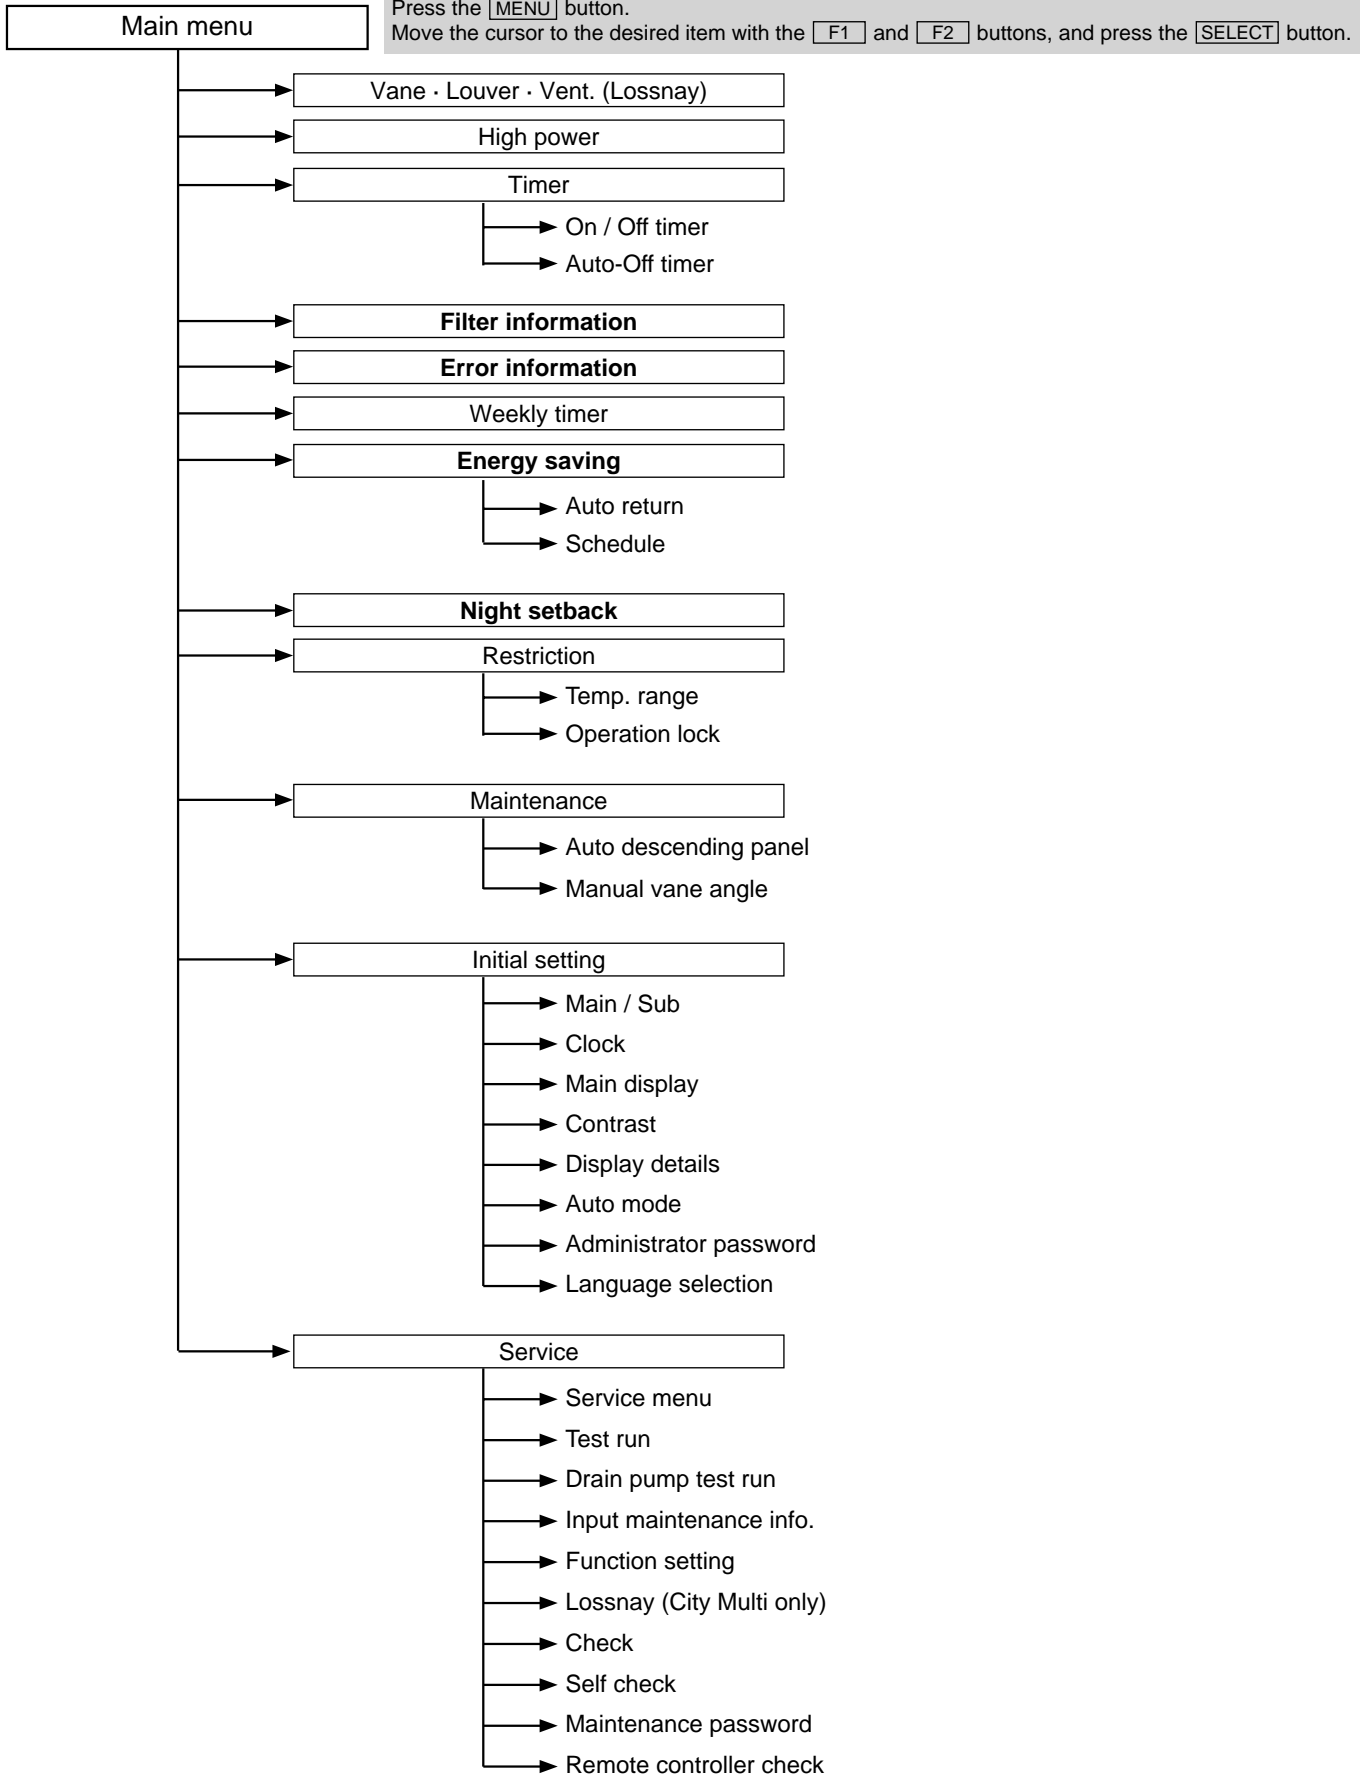 Main menu
Press the MENU button.
Move the cursor to the desired item with the F1 and F2 buttons, and press the SELECT button.
Vane · Louver · Vent. (Lossnay)
High power
Timer
On / Off timer
Auto-Off timer
Filter information
Error information
Weekly timer
Energy saving
Auto return
Schedule
Night setback
Restriction
Temp. range
Operation lock
Maintenance
Auto descending panel
Manual vane angle
Initial setting
Main / Sub
Clock
Main display
Contrast
Display details
Auto mode
Administrator password
Language selection
Service
Service menu
Test run
Drain pump test run
Input maintenance info.
Function setting
Lossnay (City Multi only)
Check
Self check
Maintenance password
Remote controller check